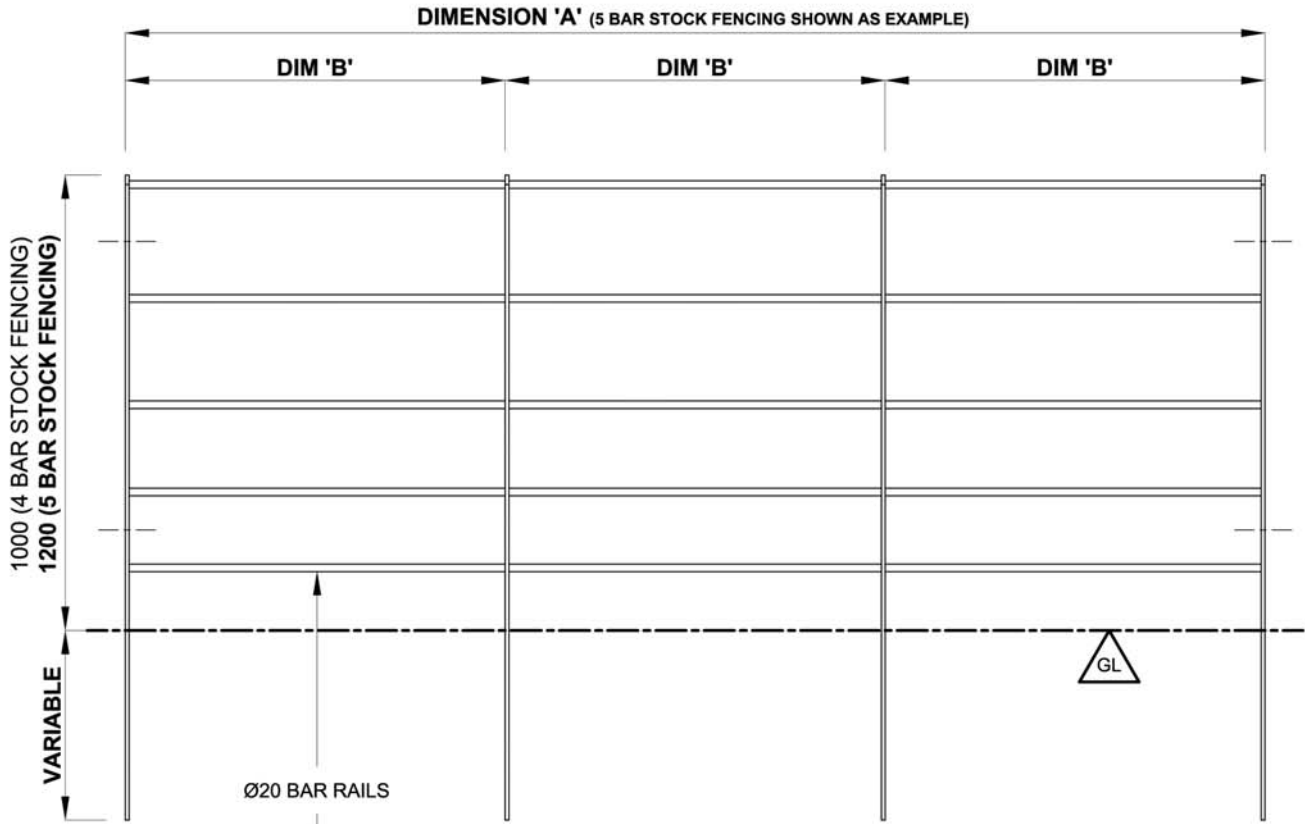 DIMENSION 'A' (5 BAR STOCK FENCING SHOWN AS EXAMPLE)
DIM 'B' DIM 'B' DIM 'B'
1000 (4 BAR STOCK FENCING)
1200 (5 BAR STOCK FENCING)
GL
VARIABLE
Ø20 BAR RAILS